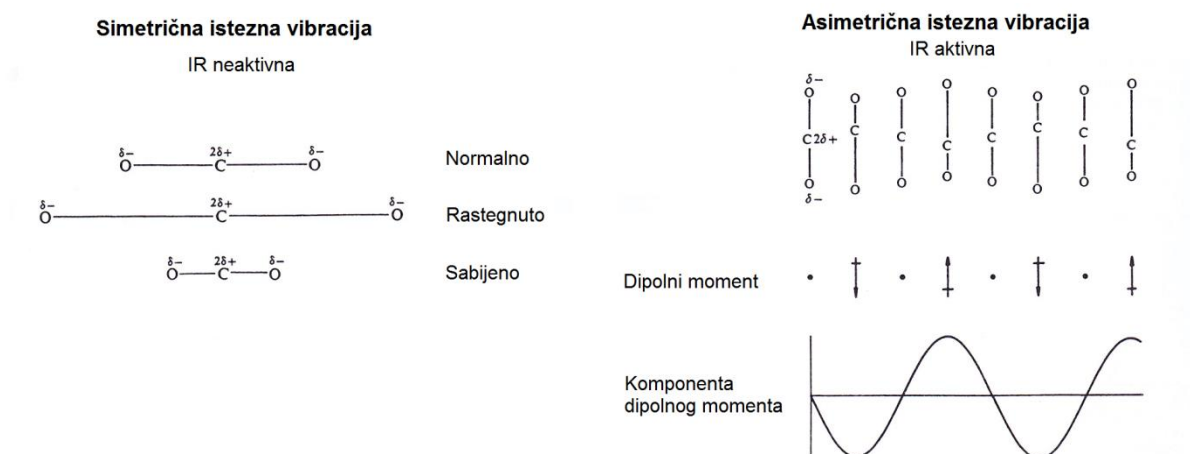 Simetrična istezna vibracija
IR neaktivna
δ− 2δ+ δ−
O C O
Normalno
δ− 2δ+ δ−
O C O
Rastegnuto
δ− 2δ+ δ−
O C O
Sabijeno
Asimetrična istezna vibracija
IR aktivna
δ−
O O O O O O O O
C 2δ+ C C C C C C C
O O O O O O O O
δ−
Dipolni moment
Komponenta
dipolnog momenta